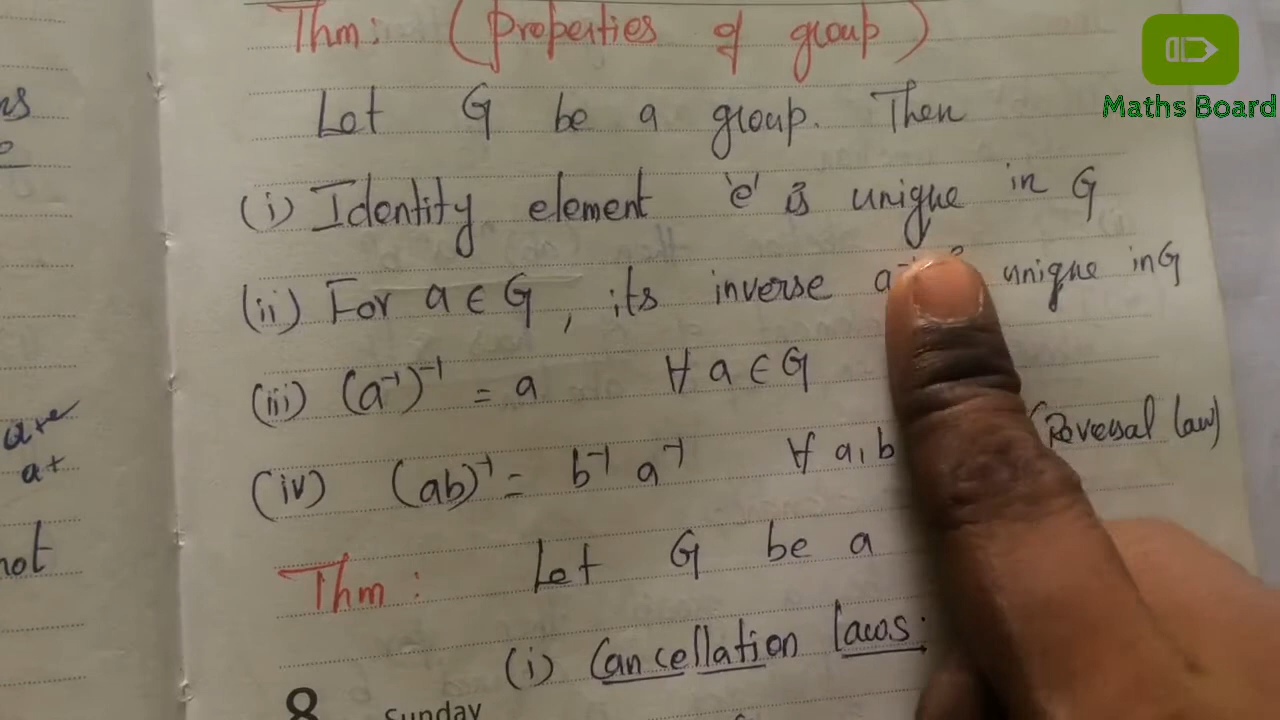 Thm: (Properties of group)
Maths Board
Let G be a group. Then
(i) Identity element 'e' is unique in G
(ii) For a ∈ G, its inverse a⁻¹ unique in G
(iii) (a⁻¹)⁻¹ = a ∀ a ∈ G
(iv) (ab)⁻¹ = b⁻¹ a⁻¹ ∀ a, b (Reversal law)
Thm: Let G be a
(i) Cancellation laws:
8 Sunday
a+
not